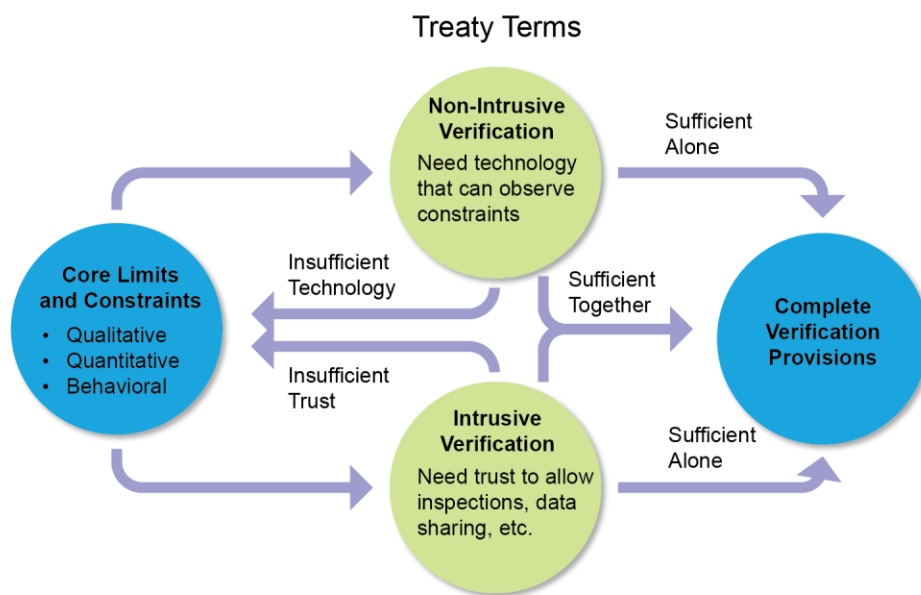 Treaty Terms
Non-Intrusive
Verification
Need technology
that can observe
constraints
Sufficient
Alone
Core Limits
and Constraints
• Qualitative
• Quantitative
• Behavioral
Insufficient
Technology
Sufficient
Together
Complete
Verification
Provisions
Insufficient
Trust
Intrusive
Verification
Need trust to allow
inspections, data
sharing, etc.
Sufficient
Alone